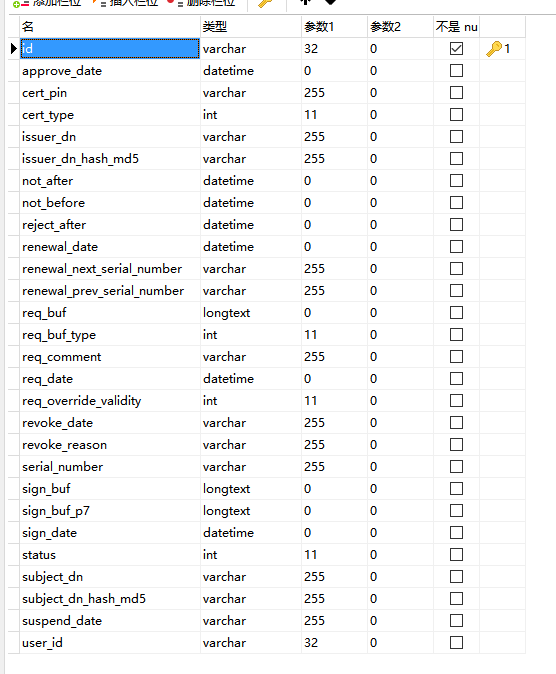 添加栏位 插入栏位 删除栏位
名 类型 参数1 参数2 不是 nu
id varchar 32 0 1
approve_date datetime 0 0
cert_pin varchar 255 0
cert_type int 11 0
issuer_dn varchar 255 0
issuer_dn_hash_md5 varchar 255 0
not_after datetime 0 0
not_before datetime 0 0
reject_after datetime 0 0
renewal_date datetime 0 0
renewal_next_serial_number varchar 255 0
renewal_prev_serial_number varchar 255 0
req_buf longtext 0 0
req_buf_type int 11 0
req_comment varchar 255 0
req_date datetime 0 0
req_override_validity int 11 0
revoke_date varchar 255 0
revoke_reason varchar 255 0
serial_number varchar 255 0
sign_buf longtext 0 0
sign_buf_p7 longtext 0 0
sign_date datetime 0 0
status int 11 0
subject_dn varchar 255 0
subject_dn_hash_md5 varchar 255 0
suspend_date varchar 255 0
user_id varchar 32 0